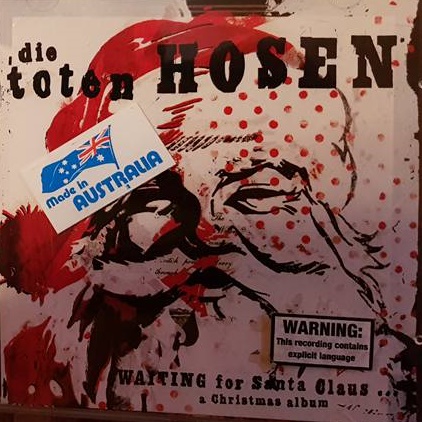 die
toten HOSEN
Made in
AUSTRALIA
WARNING:
This recording contains
explicit language
WAITING for Santa Claus ...
a Christmas album